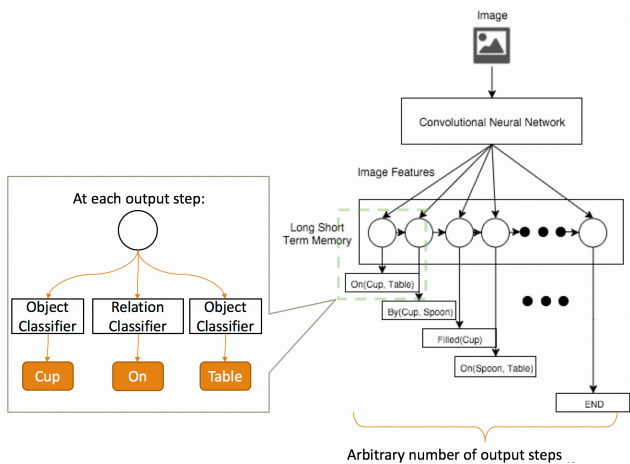 Image
Convolutional Neural Network
Image Features
Long Short
Term Memory
On(Cup, Table)
By(Cup, Spoon)
Filled(Cup)
On(Spoon, Table)
END
Arbitrary number of output steps
At each output step:
Object
Classifier
Relation
Classifier
Object
Classifier
Cup
On
Table